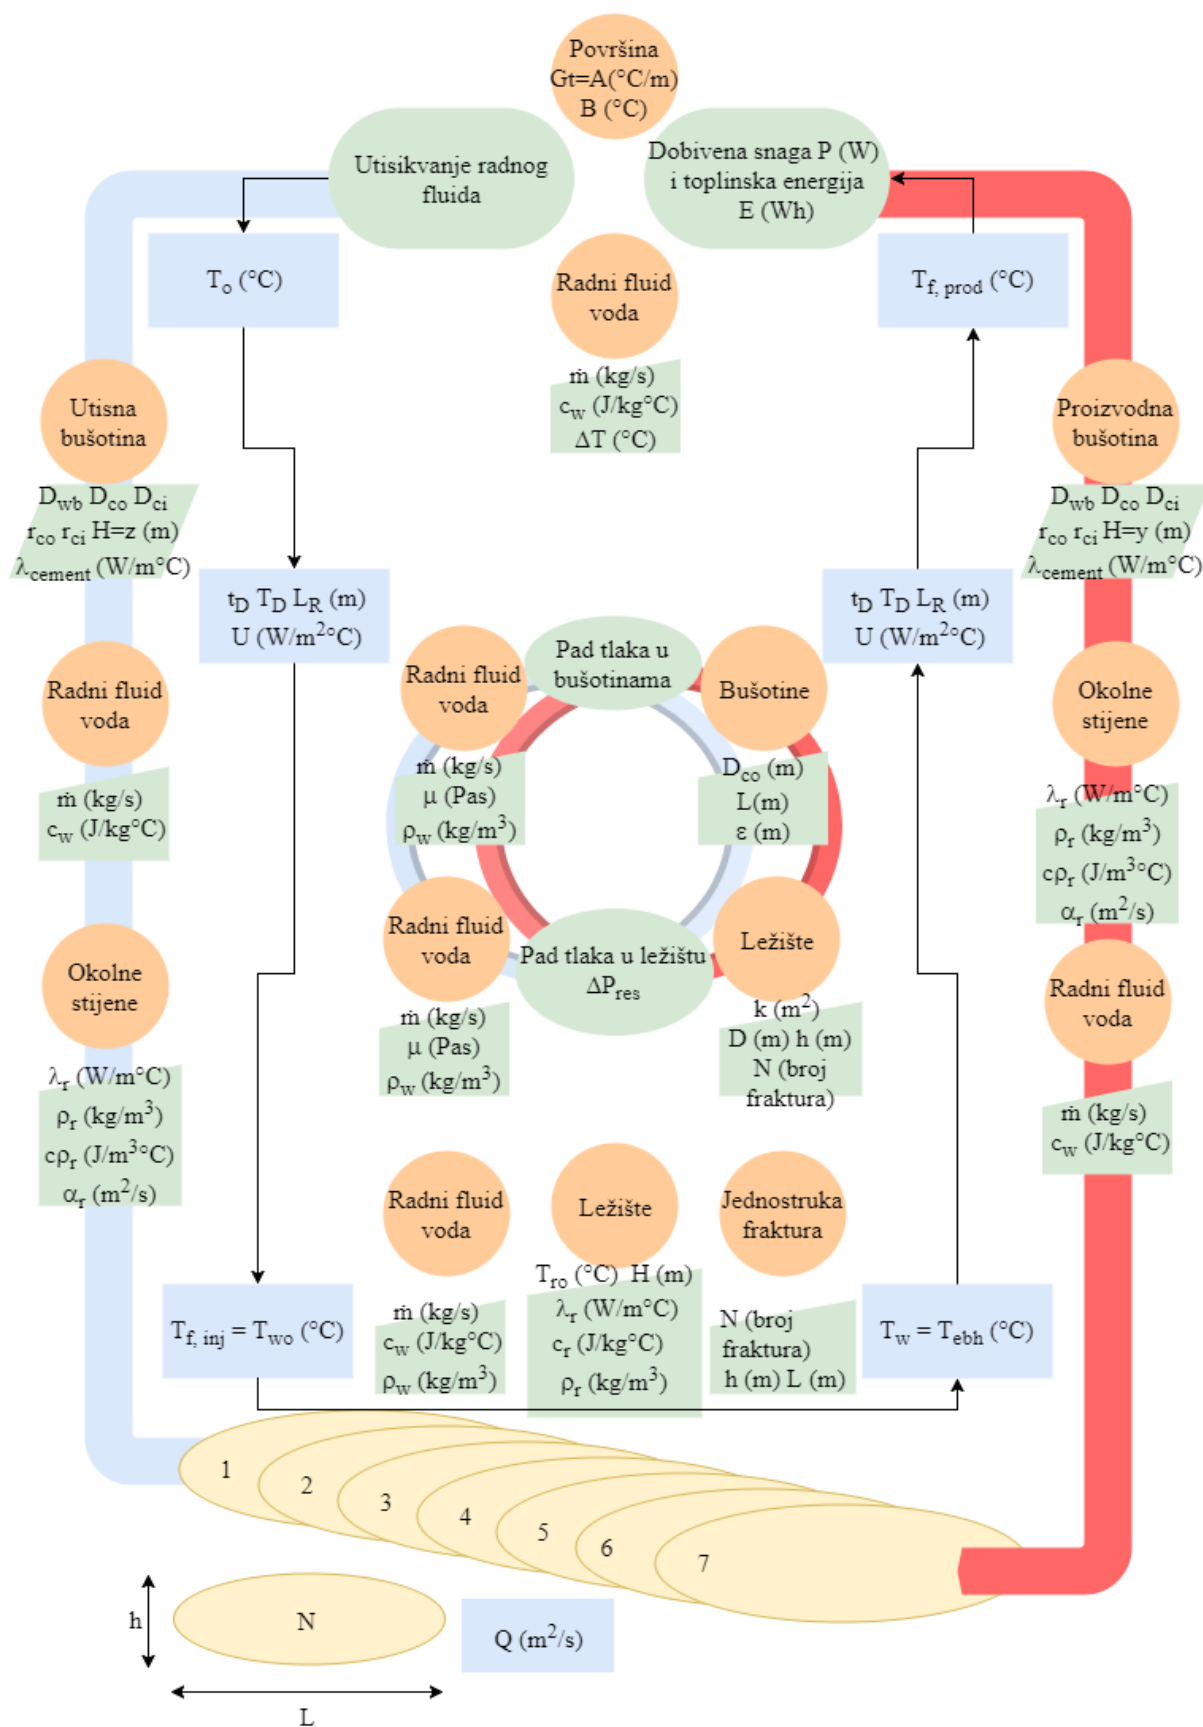 Površina
Gt=A(°C/m)
B (°C)
Utisikvanje radnog
fluida
Dobivena snaga P (W)
i toplinska energija
E (Wh)
T₀ (°C)
Radni fluid
voda
ṁ (kg/s)
c_w (J/kg°C)
ΔT (°C)
T_f, prod (°C)
Utisna
bušotina
D_wb D_co D_ci
r_co r_ci H=z (m)
λ_cement (W/m°C)
Proizvodna
bušotina
D_wb D_co D_ci
r_co r_ci H=y (m)
λ_cement (W/m°C)
t_D T_D L_R (m)
U (W/m²°C)
t_D T_D L_R (m)
U (W/m²°C)
Radni fluid
voda
ṁ (kg/s)
c_w (J/kg°C)
Radni fluid
voda
Pad tlaka u
bušotinama
Bušotine
ṁ (kg/s)
μ (Pas)
ρ_w (kg/m³)
D_co (m)
L(m)
ε (m)
Okolne
stijene
λ_r (W/m°C)
ρ_r (kg/m³)
cρ_r (J/m³°C)
α_r (m²/s)
Radni fluid
voda
Pad tlaka u ležištu
ΔP_res
Ležište
ṁ (kg/s)
μ (Pas)
ρ_w (kg/m³)
k (m²)
D (m) h (m)
N (broj
fraktura)
Okolne
stijene
λ_r (W/m°C)
ρ_r (kg/m³)
cρ_r (J/m³°C)
α_r (m²/s)
Radni fluid
voda
ṁ (kg/s)
c_w (J/kg°C)
Radni fluid
voda
ṁ (kg/s)
c_w (J/kg°C)
ρ_w (kg/m³)
Ležište
T_ro (°C) H (m)
λ_r (W/m°C)
c_r (J/kg°C)
ρ_r (kg/m³)
Jednostruka
fraktura
N (broj
fraktura)
h (m) L (m)
T_f, inj = T_wo (°C)
T_w = T_ebh (°C)
1
2
3
4
5
6
7
h
N
L
Q (m²/s)